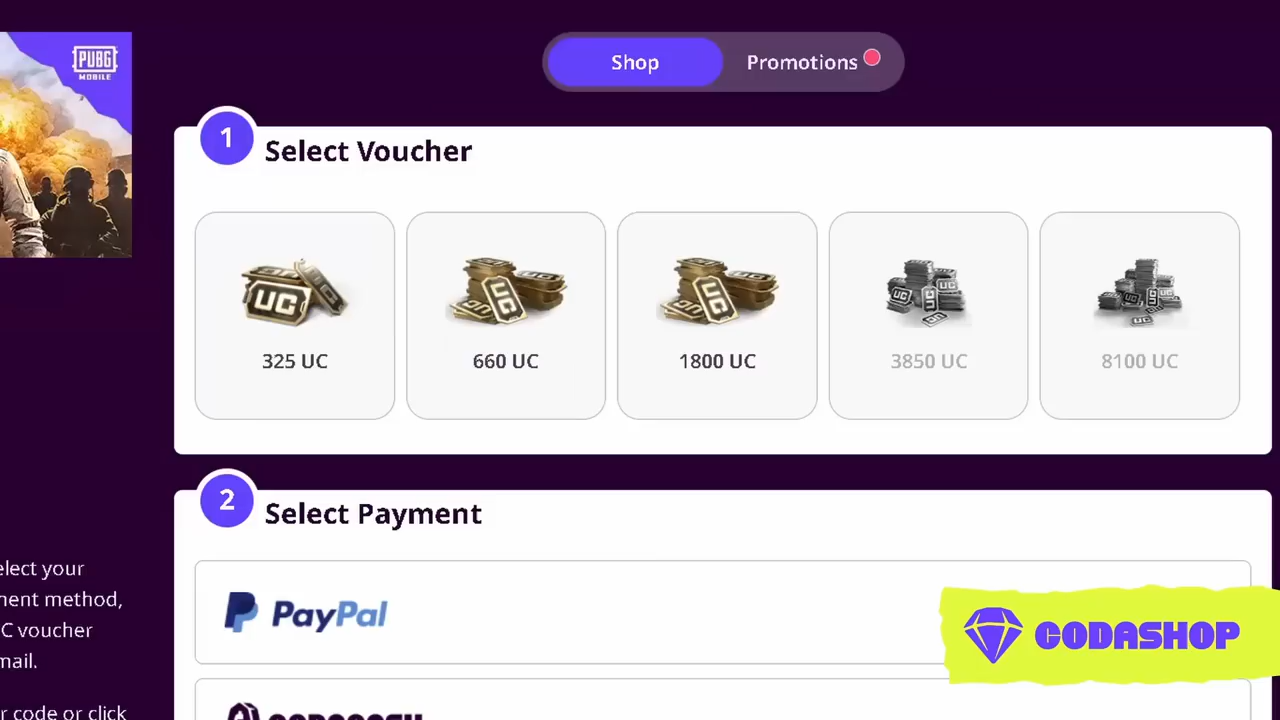 PUBG
MOBILE
Shop
Promotions
1
Select Voucher
325 UC
660 UC
1800 UC
3850 UC
8100 UC
2
Select Payment
PayPal
CODASHOP
elect your
ment method,
C voucher
mail.
r code or click